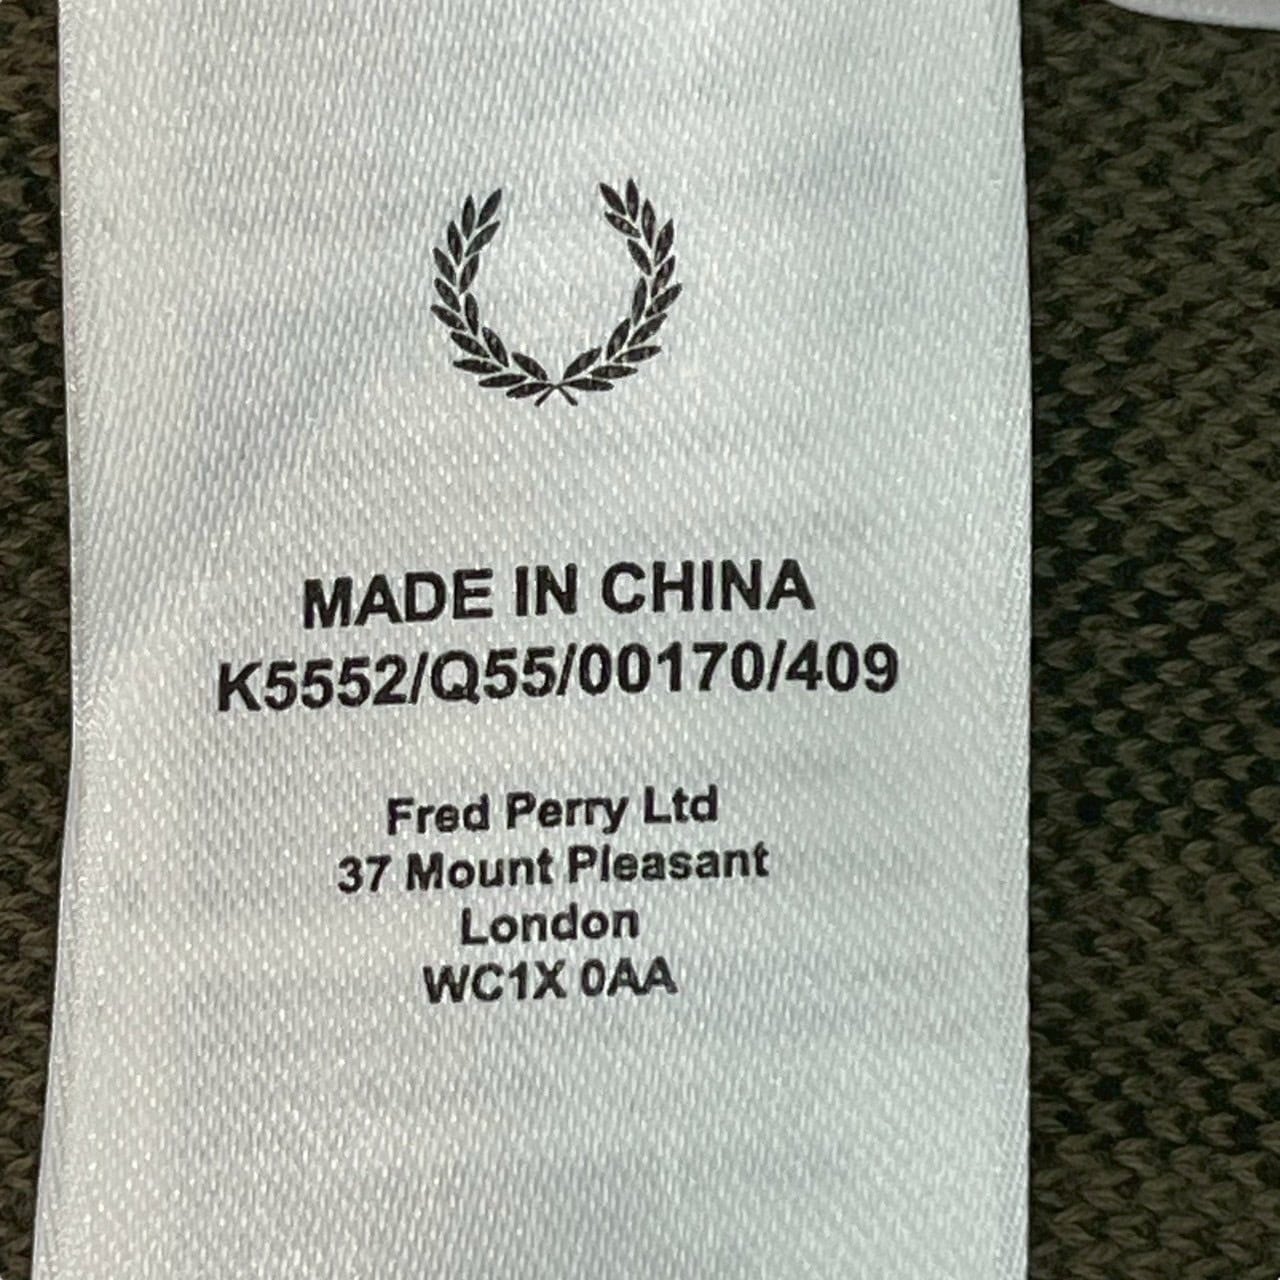 MADE IN CHINA
K5552/Q55/00170/409
Fred Perry Ltd
37 Mount Pleasant
London
WC1X 0AA